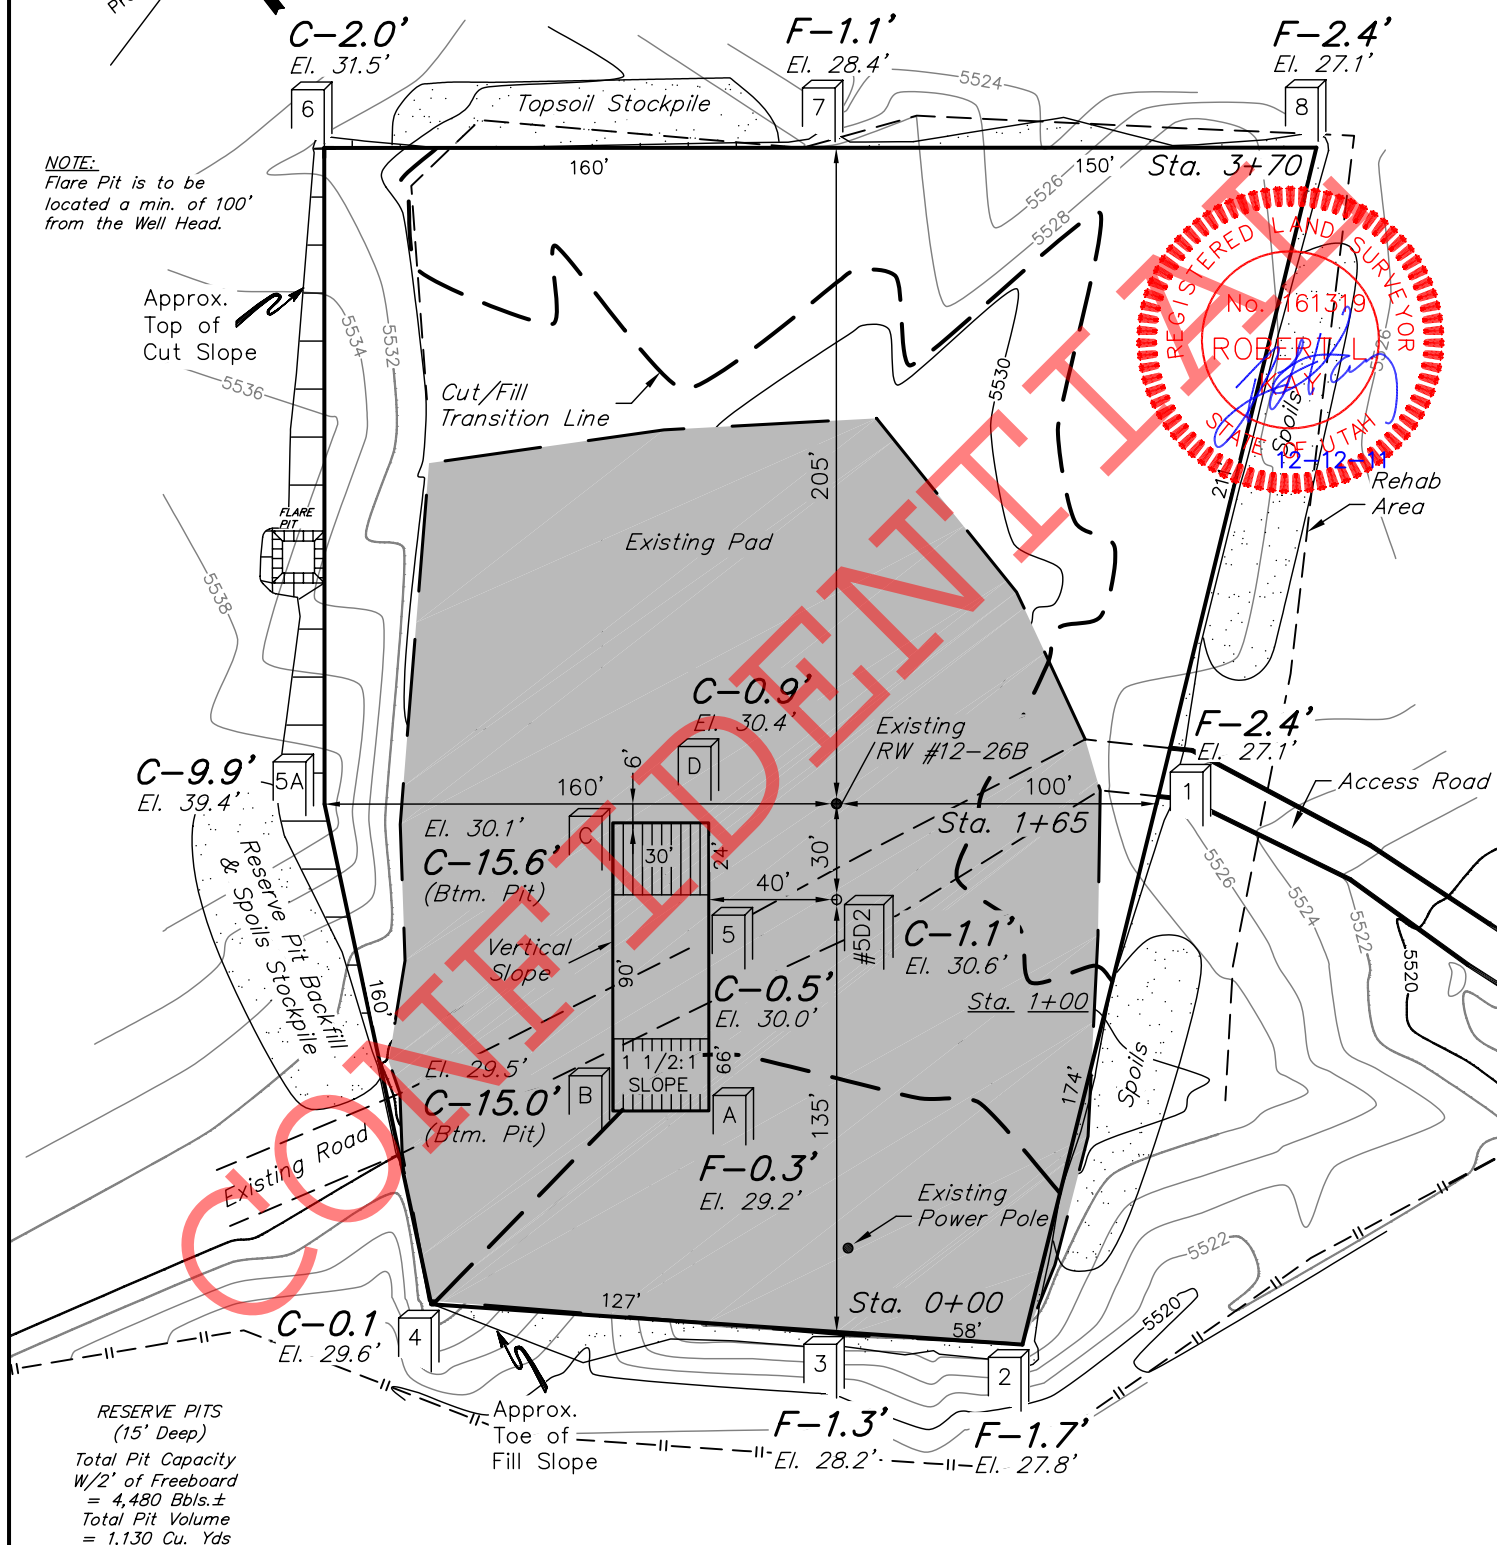 C-2.0'
El. 31.5'
F-1.1'
El. 28.4'
F-2.4'
El. 27.1'
6
7
8
Topsoil Stockpile
5524
160'
150'
Sta. 3+70
NOTE:
Flare Pit is to be
located a min. of 100'
from the Well Head.
5526
5528
REGISTERED LAND SURVEYOR
No. 161319
ROBERT L.
KAY
STATE OF UTAH
12-12-11
Approx.
Top of
Cut Slope
5534
5532
5536
5530
5526
Cut/Fill
Transition Line
Spoils
205'
Rehab
Area
FLARE
PIT
Existing Pad
5538
C-0.9'
El. 30.4'
Existing
RW #12-26B
F-2.4'
El. 27.1'
C-9.9'
El. 39.4'
5A
D
6'
160'
100'
1
Access Road
El. 30.1'
C-15.6'
(Btm. Pit)
C
30'
24'
30'
Sta. 1+65
40'
Reserve Pit Backfill
& Spoils Stockpile
5526
5524
5522
5520
Vertical
Slope
5
#5D2
C-1.1'
El. 30.6'
90'
C-0.5'
El. 30.0'
Sta. 1+00
160'
El. 29.5'
C-15.0'
(Btm. Pit)
B
1 1/2:1
SLOPE
66'
A
135'
174'
Spoils
Existing Road
F-0.3'
El. 29.2'
Existing
Power Pole
5522
127'
Sta. 0+00
58'
5520
C-0.1
El. 29.6'
4
3
2
Approx.
Toe of
Fill Slope
F-1.3'
El. 28.2'
F-1.7'
El. 27.8'
RESERVE PITS
(15' Deep)
Total Pit Capacity
W/2' of Freeboard
= 4,480 Bbls.±
Total Pit Volume
= 1,130 Cu. Yds
CONFIDENTIAL